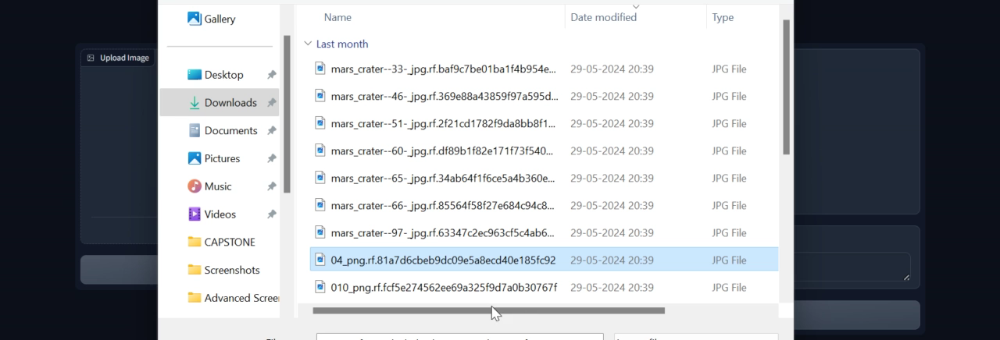 Upload Image
Gallery
Desktop
Downloads
Documents
Pictures
Music
Videos
CAPSTONE
Screenshots
Advanced Screer
Name Date modified Type
Last month
mars_crater--33-_jpg.rf.baf9c7be01ba1f4b954e... 29-05-2024 20:39 JPG File
mars_crater--46-_jpg.rf.369e88a43859f97a595d... 29-05-2024 20:39 JPG File
mars_crater--51-_jpg.rf.2f21cd1782f9da8bb8f1... 29-05-2024 20:39 JPG File
mars_crater--60-_jpg.rf.df89b1f82e171f73f540... 29-05-2024 20:39 JPG File
mars_crater--65-_jpg.rf.34ab64f1f6ce5a4b360e... 29-05-2024 20:39 JPG File
mars_crater--66-_jpg.rf.85564f58f27e684c94c8... 29-05-2024 20:39 JPG File
mars_crater--97-_jpg.rf.63347c2ec963cf5c4ab6... 29-05-2024 20:39 JPG File
04_png.rf.81a7d6cbeb9dc09e5a8ecd40e185fc92 29-05-2024 20:39 JPG File
010_png.rf.fcf5e274562ee69a325f9d7a0b30767f 29-05-2024 20:39 JPG File